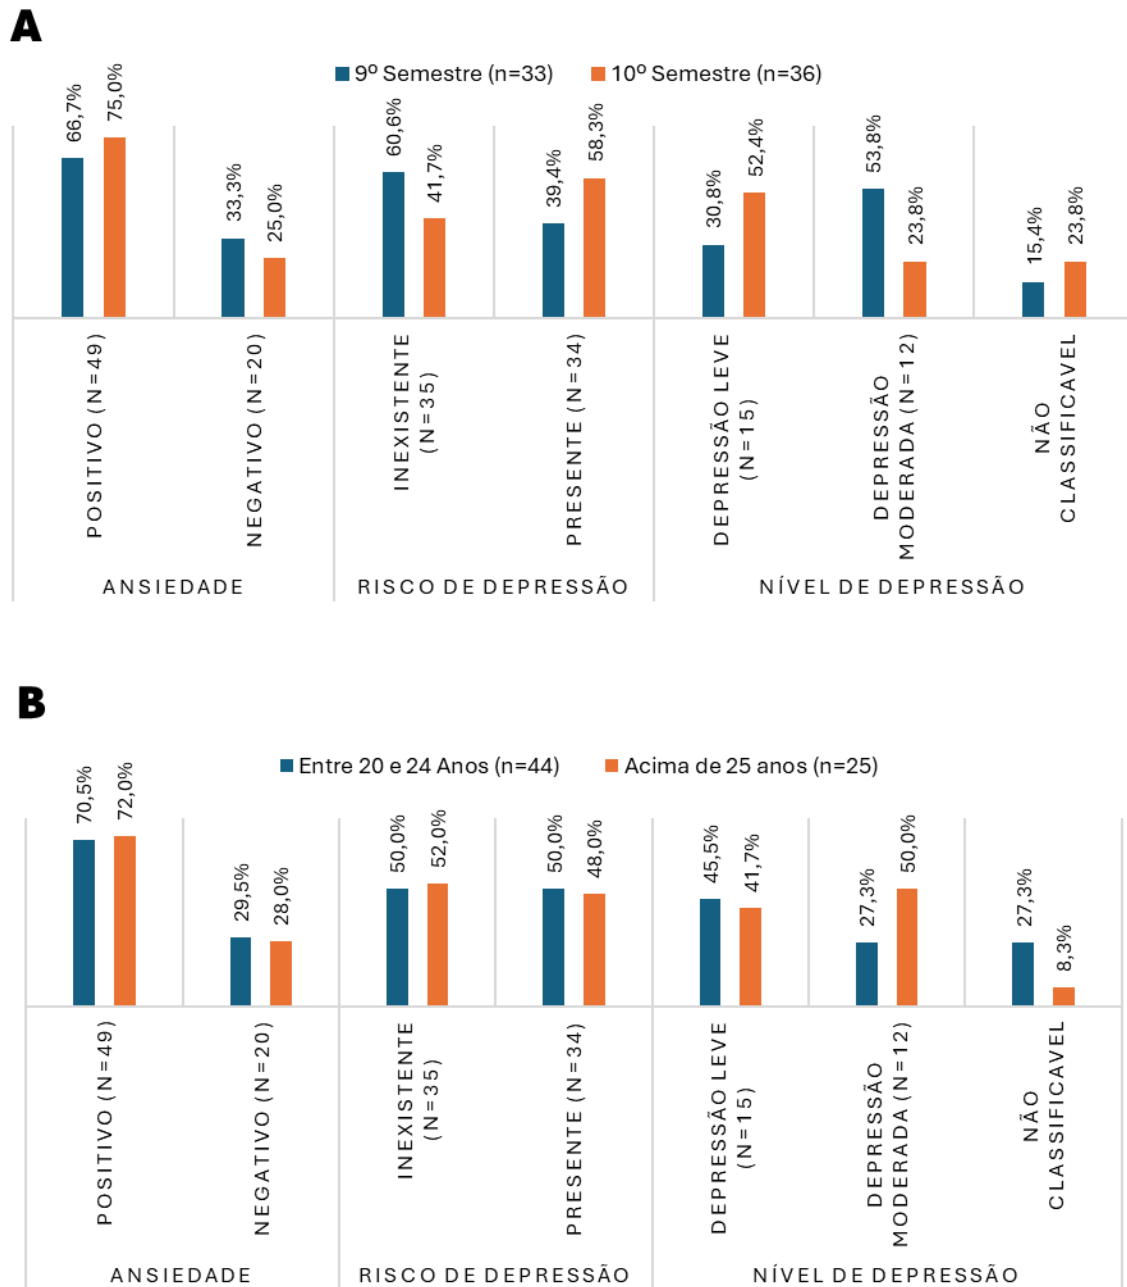 A
9º Semestre (n=33)
10º Semestre (n=36)
66,7%
75,0%
33,3%
25,0%
60,6%
41,7%
39,4%
58,3%
30,8%
52,4%
53,8%
23,8%
15,4%
23,8%
POSITIVO (N=49)
NEGATIVO (N=20)
INEXISTENTE
(N=35)
PRESENTE (N=34)
DEPRESSÃO LEVE
(N=15)
DEPRESSÃO
MODERADA (N=12)
NÃO
CLASSIFICAVEL
ANSIEDADE
RISCO DE DEPRESSÃO
NÍVEL DE DEPRESSÃO
B
Entre 20 e 24 Anos (n=44)
Acima de 25 anos (n=25)
70,5%
72,0%
29,5%
28,0%
50,0%
52,0%
50,0%
48,0%
45,5%
41,7%
27,3%
50,0%
27,3%
8,3%
POSITIVO (N=49)
NEGATIVO (N=20)
INEXISTENTE
(N=35)
PRESENTE (N=34)
DEPRESSÃO LEVE
(N=15)
DEPRESSÃO
MODERADA (N=12)
NÃO
CLASSIFICAVEL
ANSIEDADE
RISCO DE DEPRESSÃO
NÍVEL DE DEPRESSÃO